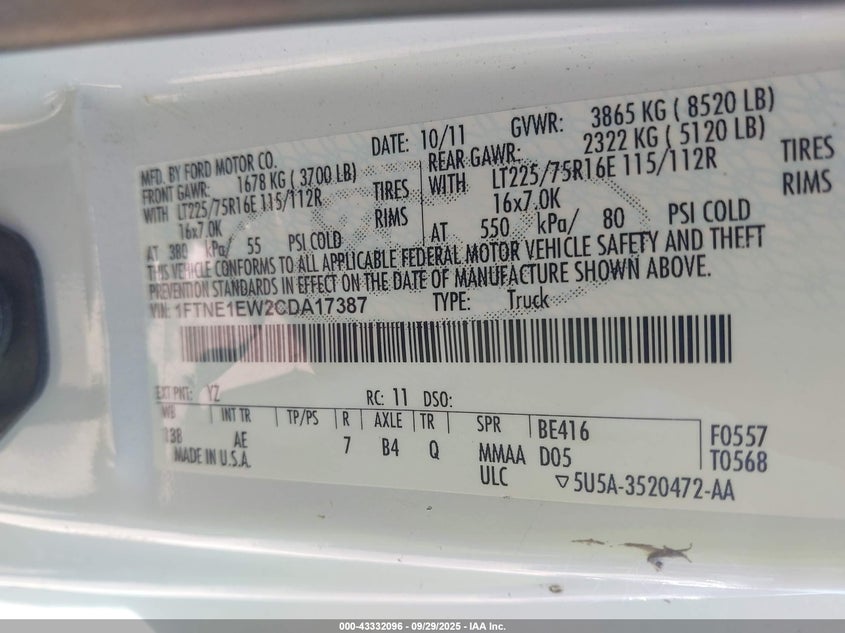 MFD. BY FORD MOTOR CO. DATE: 10/11 GVWR: 3865 KG ( 8520 LB)
FRONT GAWR: 1678 KG ( 3700 LB) REAR GAWR: 2322 KG ( 5120 LB)
WITH LT225/75R16E 115/112R TIRES WITH LT225/75R16E 115/112R TIRES
16x7.0K RIMS 16x7.0K RIMS
AT 380 kPa/ 55 PSI COLD AT 550 kPa/ 80 PSI COLD
THIS VEHICLE CONFORMS TO ALL APPLICABLE FEDERAL MOTOR VEHICLE SAFETY AND THEFT
PREVENTION STANDARDS IN EFFECT ON THE DATE OF MANUFACTURE SHOWN ABOVE.
VIN: 1FTNE1EW2CDA17387 TYPE: Truck
EXT PNT: YZ RC: 11 DSO:
WB INT TR TP/PS R AXLE TR SPR BE416 F0557
138 AE 7 B4 Q MMAA D05 T0568
MADE IN U.S.A. ULC ▽5U5A-3520472-AA
000-43332096 - 09/29/2025 - IAA Inc.